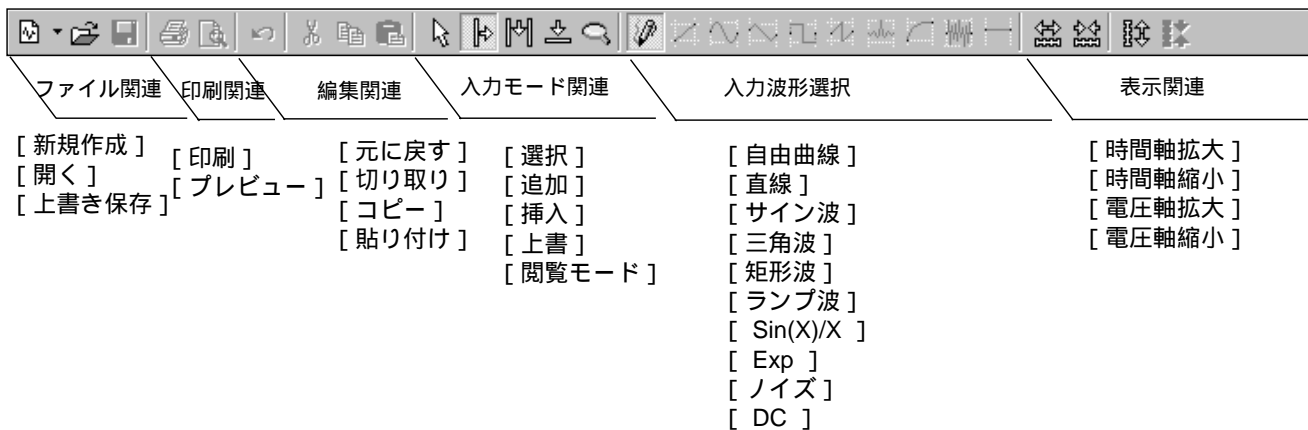 ファイル関連
印刷関連
編集関連
入力モード関連
入力波形選択
表示関連
[ 新規作成 ]
[ 開く ]
[ 上書き保存 ]
[ 印刷 ]
[ プレビュー ]
[ 元に戻す ]
[ 切り取り ]
[ コピー ]
[ 貼り付け ]
[ 選択 ]
[ 追加 ]
[ 挿入 ]
[ 上書 ]
[ 閲覧モード ]
[ 自由曲線 ]
[ 直線 ]
[ サイン波 ]
[ 三角波 ]
[ 矩形波 ]
[ ランプ波 ]
[ Sin(X)/X ]
[ Exp ]
[ ノイズ ]
[ DC ]
[ 時間軸拡大 ]
[ 時間軸縮小 ]
[ 電圧軸拡大 ]
[ 電圧軸縮小 ]